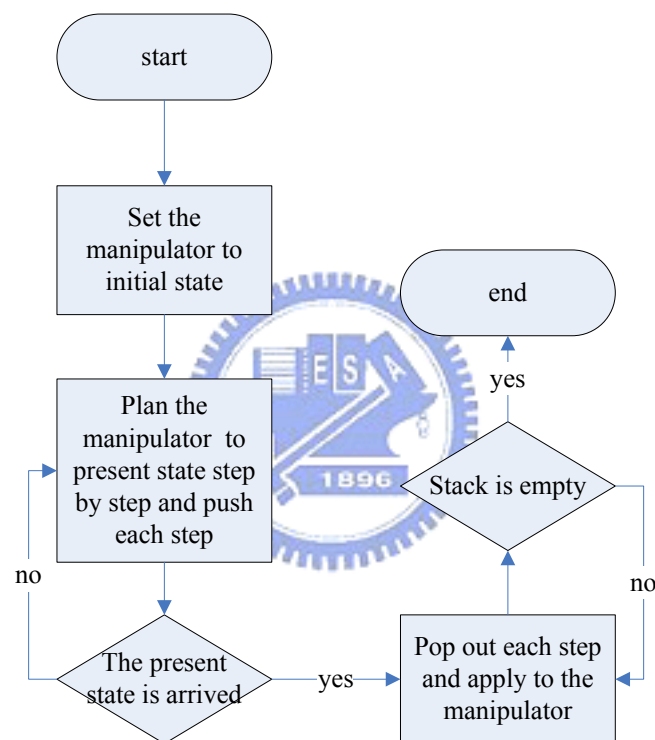 start
Set the
manipulator to
initial state
Plan the
manipulator to
present state step
by step and push
each step
no
The present
state is arrived
yes
Pop out each step
and apply to the
manipulator
no
Stack is empty
yes
end
E S A
1896